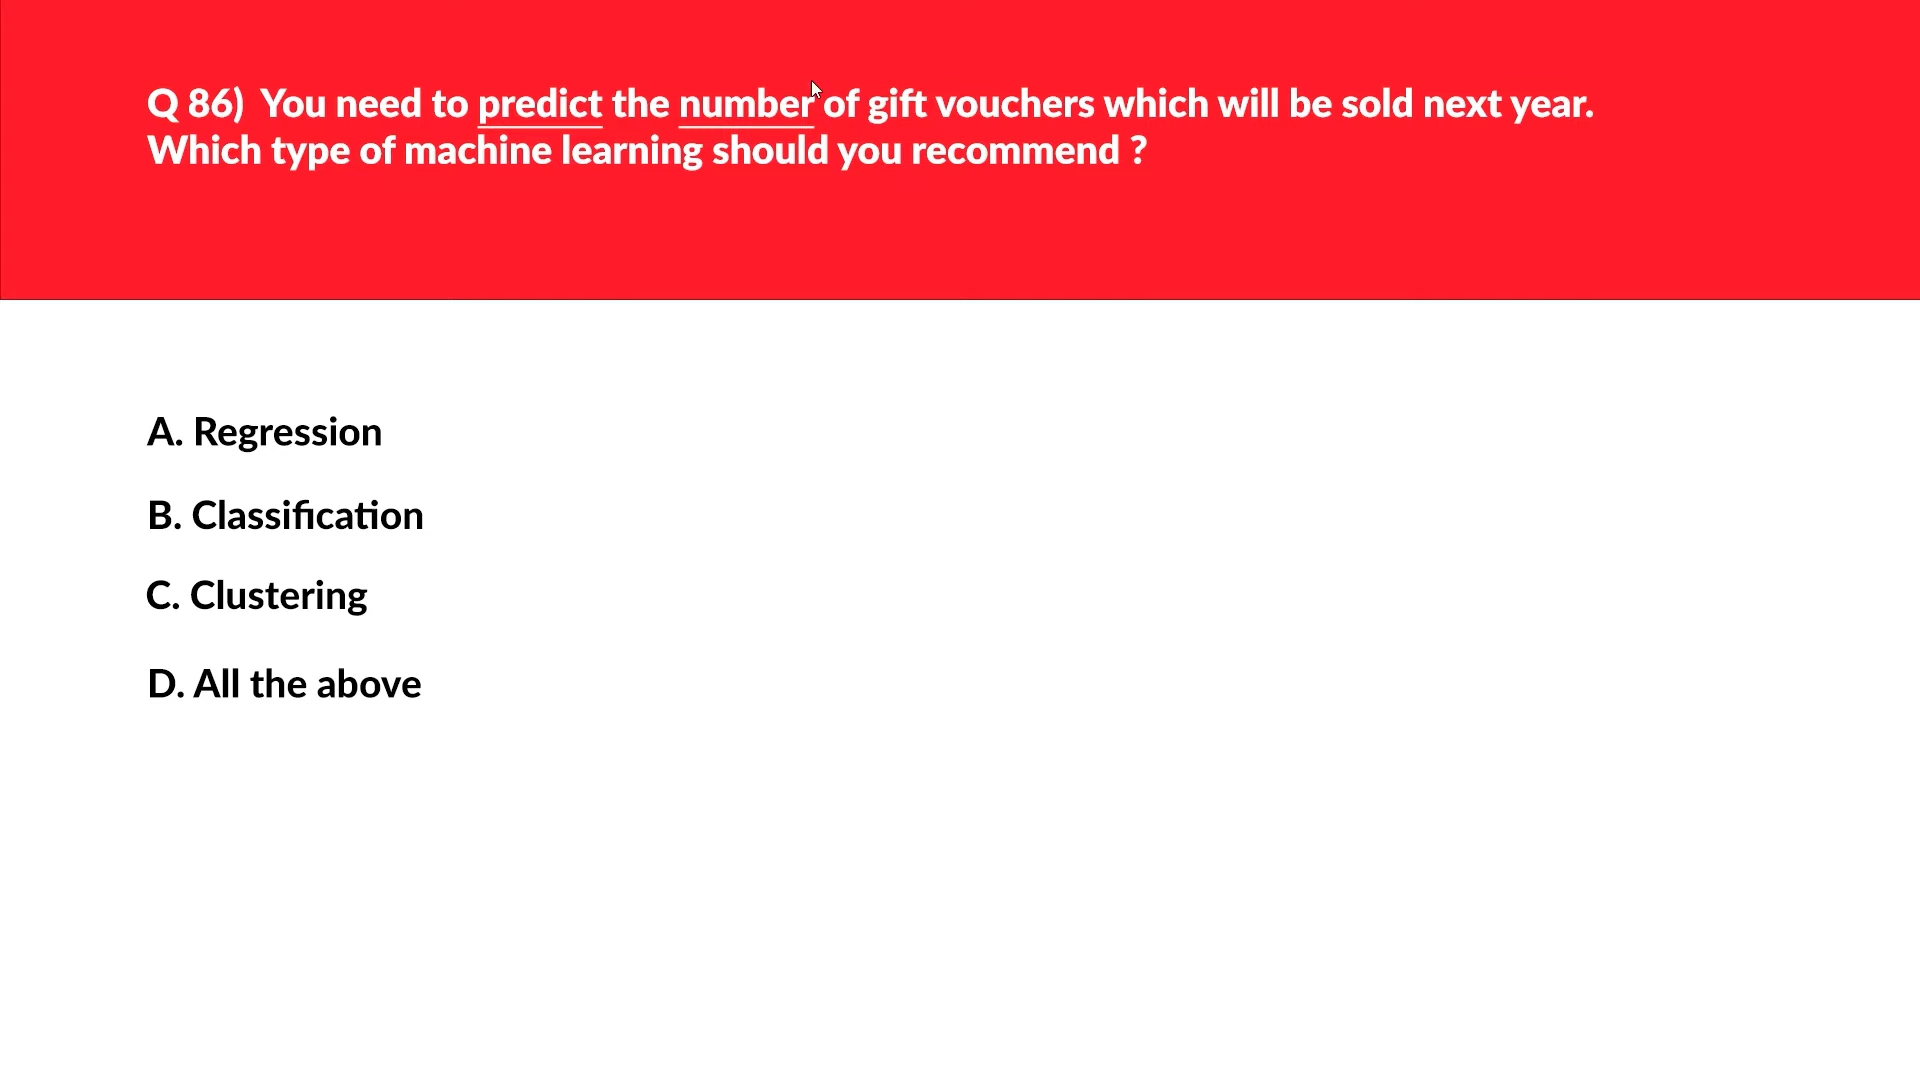 Q 86) You need to predict the number of gift vouchers which will be sold next year.
Which type of machine learning should you recommend ?
A. Regression
B. Classification
C. Clustering
D. All the above